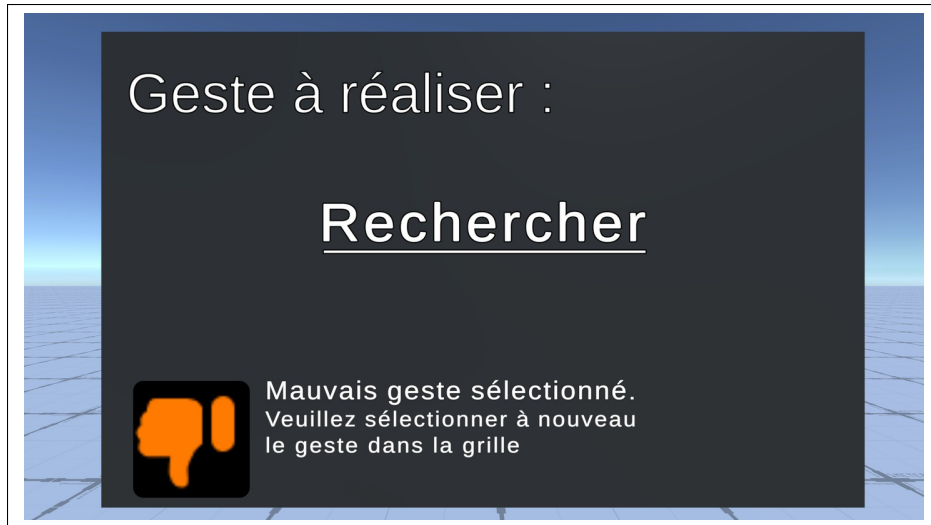 Geste à réaliser :
Rechercher
Mauvais geste sélectionné.
Veuillez sélectionner à nouveau
le geste dans la grille